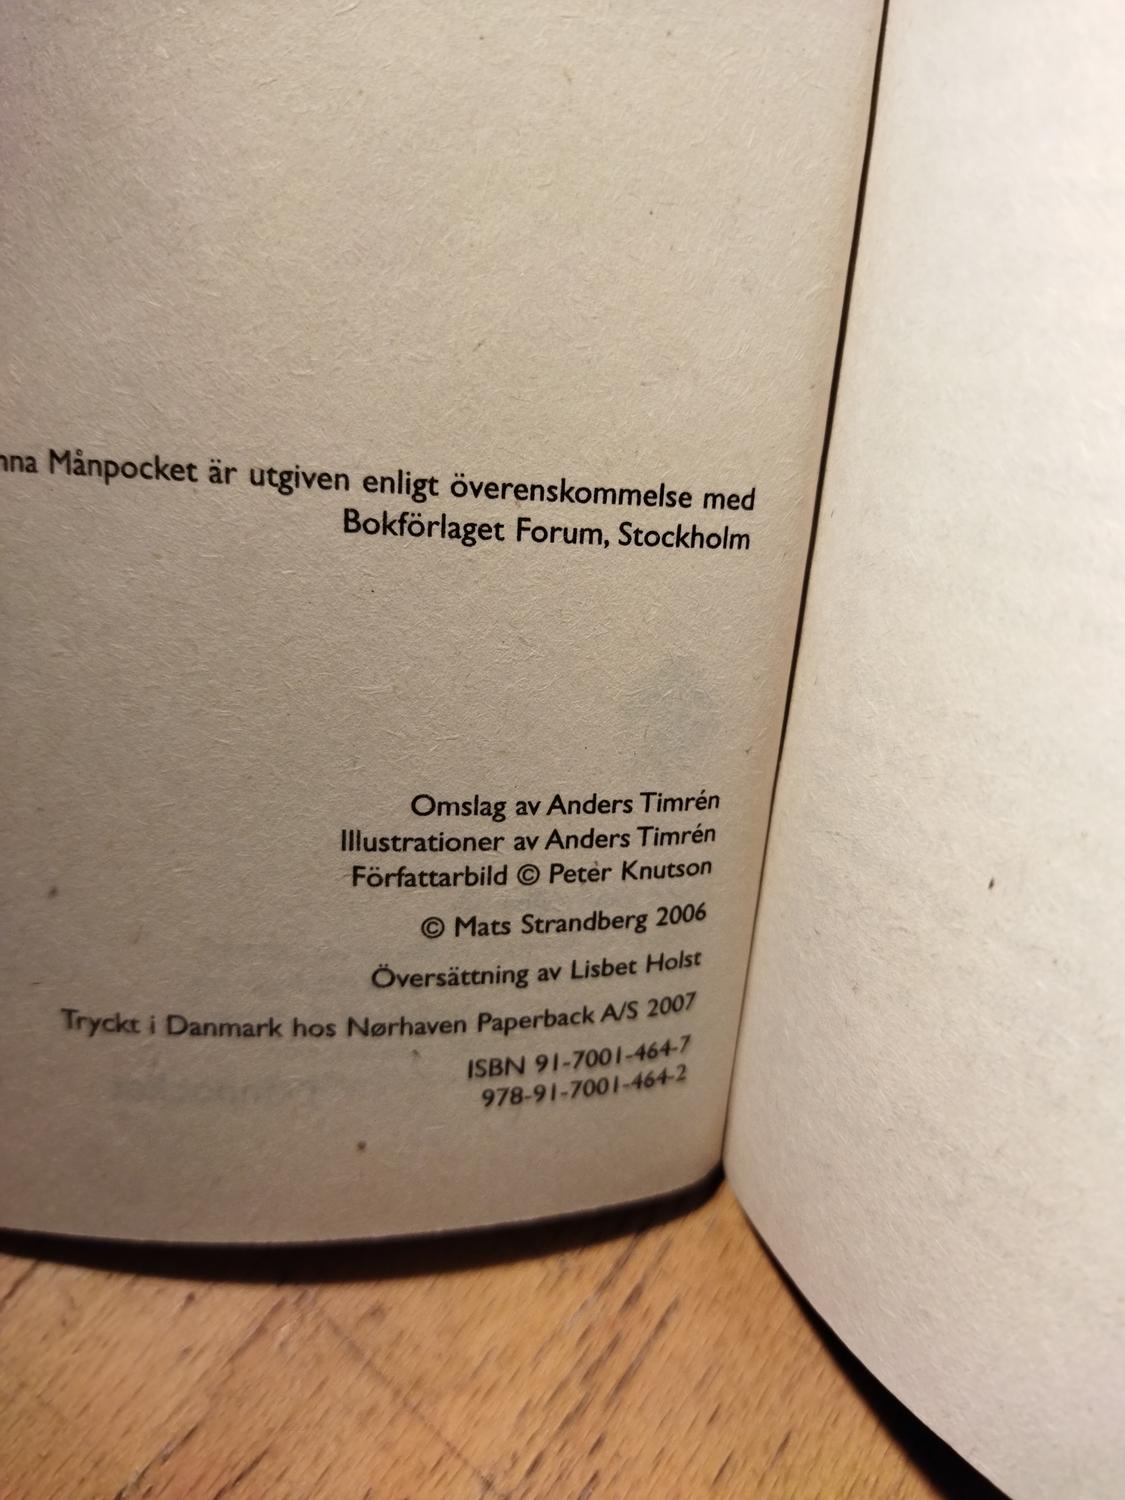 nna Månpocket är utgiven enligt överenskommelse med
Bokförlaget Forum, Stockholm
Omslag av Anders Timrén
Illustrationer av Anders Timrén
Författarbild © Peter Knutson
© Mats Strandberg 2006
Översättning av Lisbet Holst
Tryckt i Danmark hos Nørhaven Paperback A/S 2007
ISBN 91-7001-464-7
978-91-7001-464-2